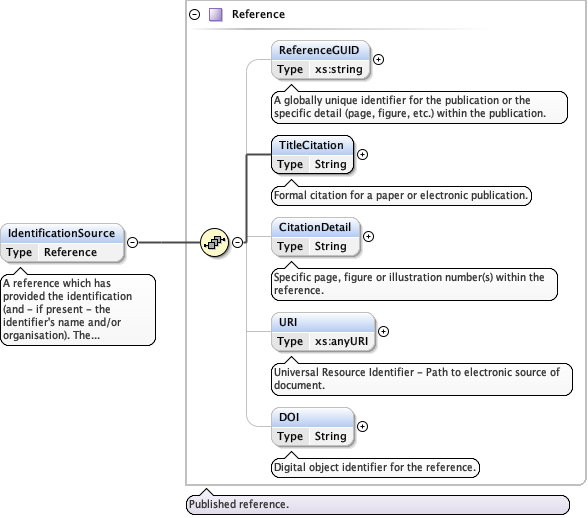 Reference
ReferenceGUID
Type xs:string
A globally unique identifier for the publication or the
specific detail (page, figure, etc.) within the publication.
TitleCitation
Type String
Formal citation for a paper or electronic publication.
IdentificationSource
Type Reference
A reference which has
provided the identification
(and - if present - the
identifier's name and/or
organisation). The...
CitationDetail
Type String
Specific page, figure or illustration number(s) within the
reference.
URI
Type xs:anyURI
Universal Resource Identifier - Path to electronic source of
document.
DOI
Type String
Digital object identifier for the reference.
Published reference.